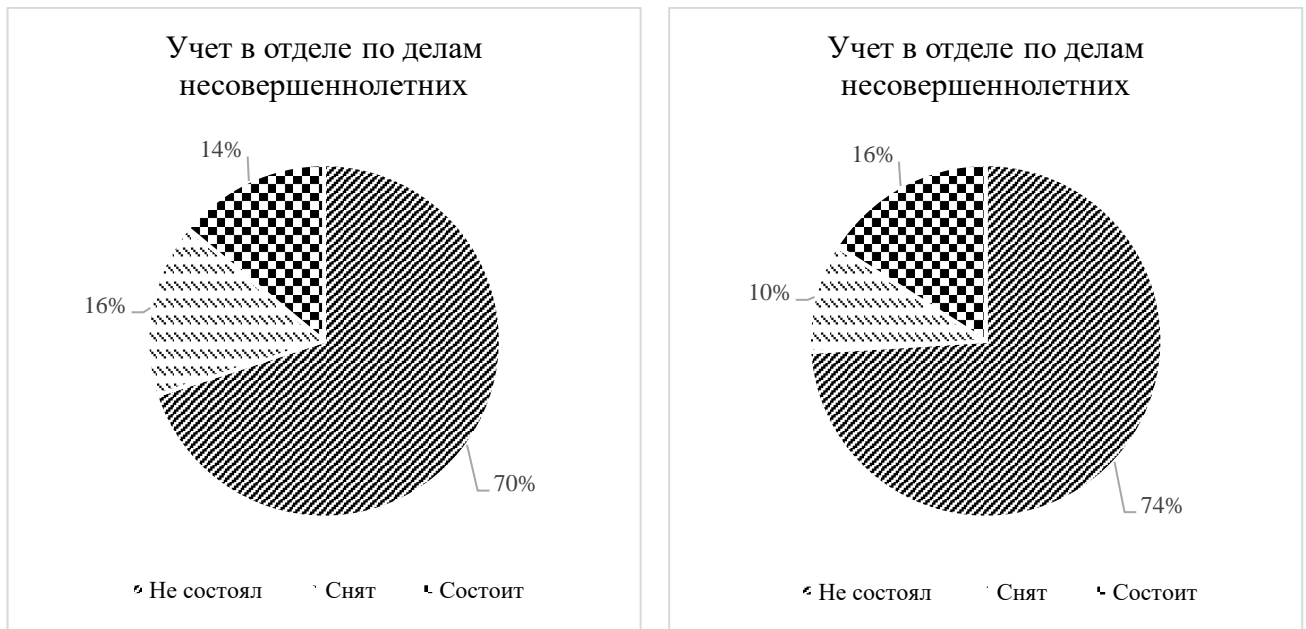 Учет в отделе по делам
несовершеннолетних
14%
16%
70%
Не состоял Снят Состоит
Учет в отделе по делам
несовершеннолетних
16%
10%
74%
Не состоял Снят Состоит